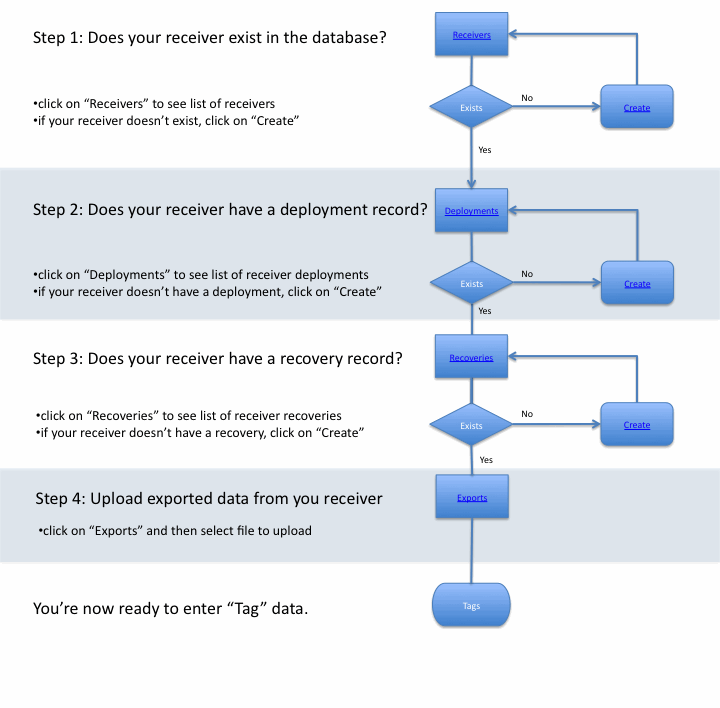 Step 1: Does your receiver exist in the database?
Receivers
•click on “Receivers” to see list of receivers
•if your receiver doesn’t exist, click on “Create”
Exists
No
Create
Yes
Step 2: Does your receiver have a deployment record?
Deployments
•click on “Deployments” to see list of receiver deployments
•if your receiver doesn’t have a deployment, click on “Create”
Exists
No
Create
Yes
Step 3: Does your receiver have a recovery record?
Recoveries
•click on “Recoveries” to see list of receiver recoveries
•if your receiver doesn’t have a recovery, click on “Create”
Exists
No
Create
Yes
Step 4: Upload exported data from you receiver
Exports
•click on “Exports” and then select file to upload
You’re now ready to enter “Tag” data.
Tags